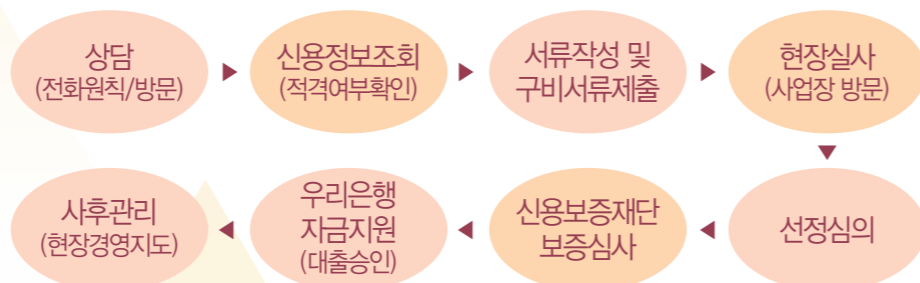 상담
(전화원칙/방문)
신용정보조회
(적격여부확인)
서류작성 및
구비서류제출
현장실사
(사업장 방문)
선정심의
신용보증재단
보증심사
우리은행
자금지원
(대출승인)
사후관리
(현장경영지도)